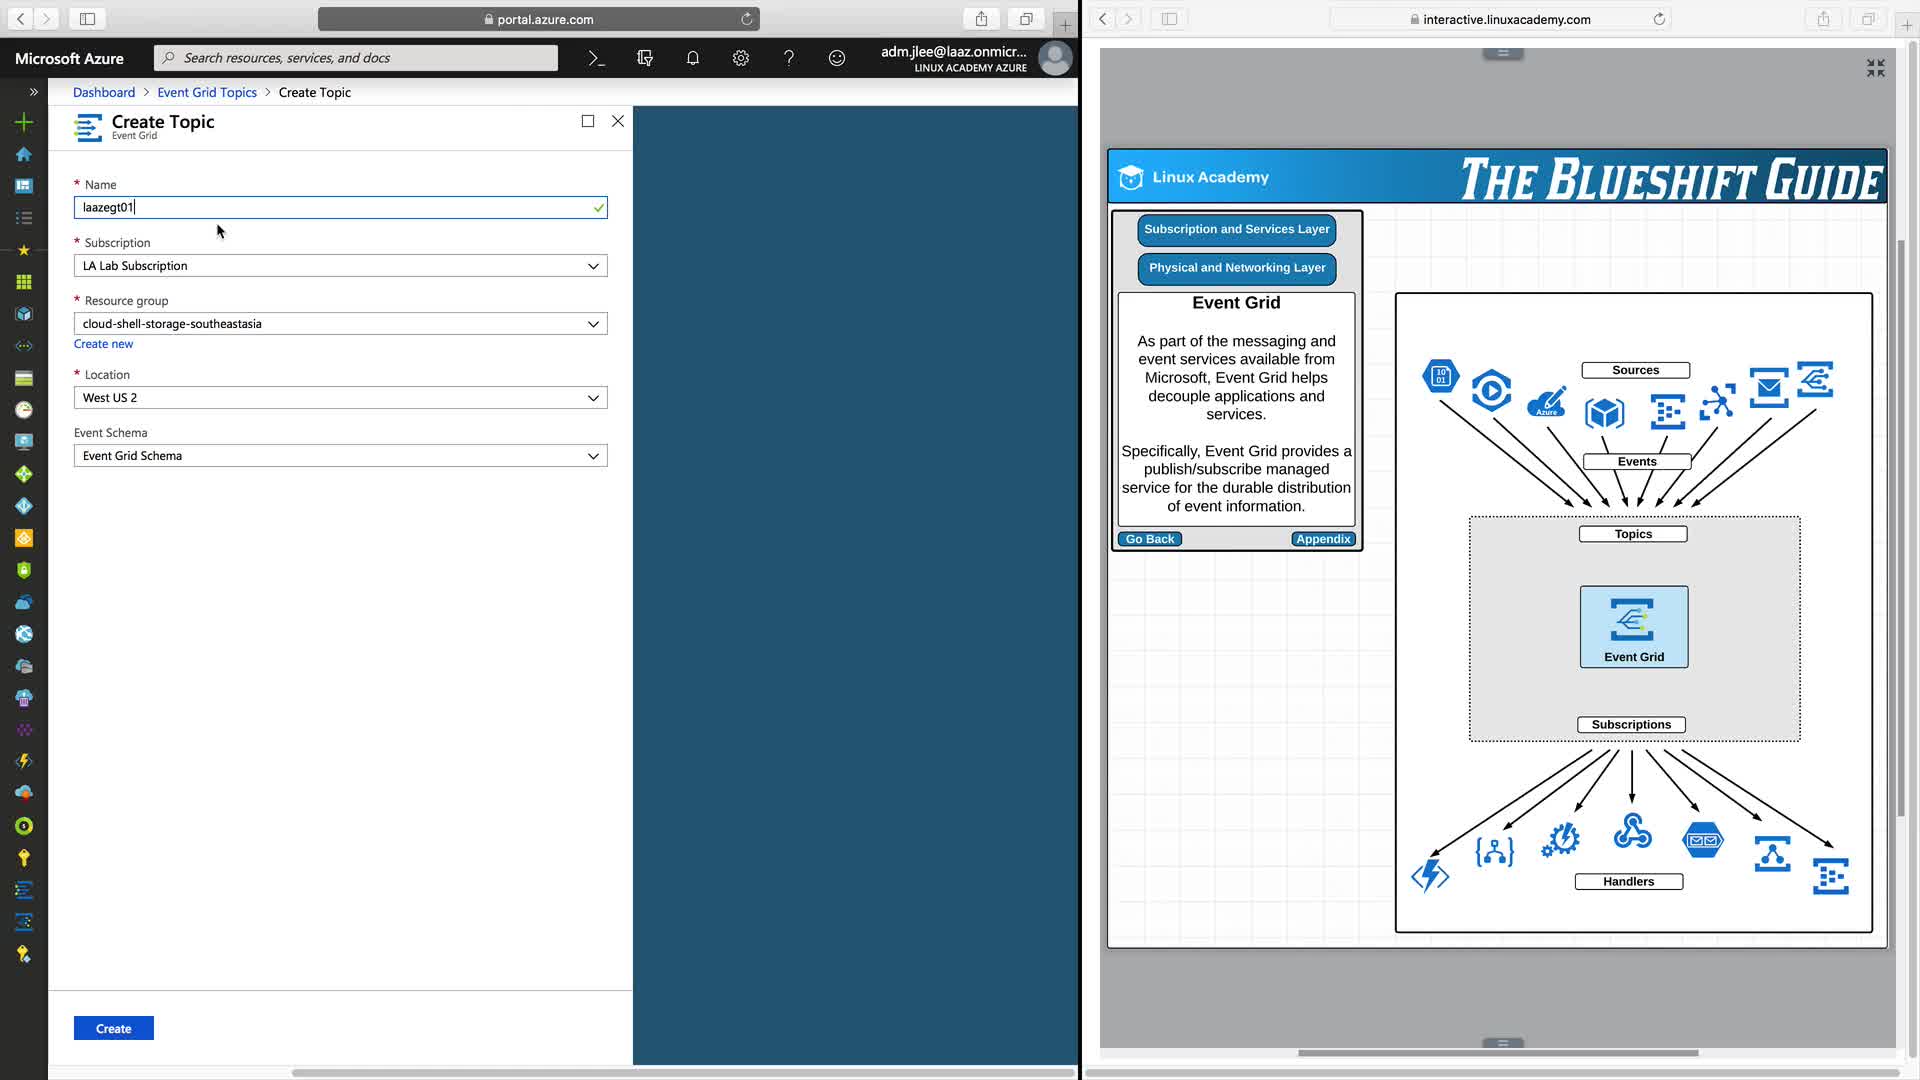 portal.azure.com
Microsoft Azure
Search resources, services, and docs
adm.jlee@laaz.onmicr...
LINUX ACADEMY AZURE
Dashboard > Event Grid Topics > Create Topic
Create Topic
Event Grid
* Name
laazegt01
* Subscription
LA Lab Subscription
* Resource group
cloud-shell-storage-southeastasia
Create new
* Location
West US 2
Event Schema
Event Grid Schema
Create
interactive.linuxacademy.com
Linux Academy
THE BLUESHIFT GUIDE
Subscription and Services Layer
Physical and Networking Layer
Event Grid
As part of the messaging and
event services available from
Microsoft, Event Grid helps
decouple applications and
services.
Specifically, Event Grid provides a
publish/subscribe managed
service for the durable distribution
of event information.
Go Back
Appendix
Sources
10
01
Azure
Events
Topics
Event Grid
Subscriptions
Handlers